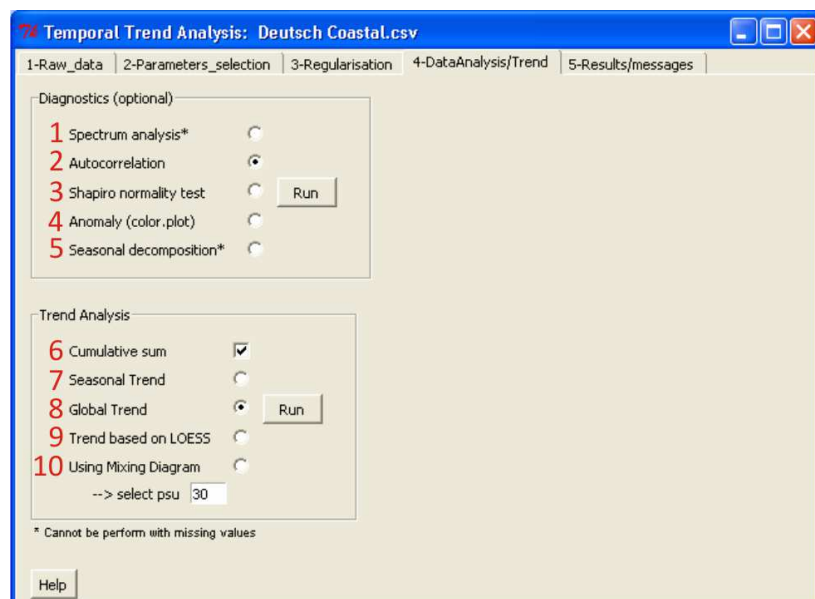 Temporal Trend Analysis: Deutsch Coastal.csv
1-Raw_data 2-Parameters_selection 3-Regularisation 4-DataAnalysis/Trend 5-Results/messages
Diagnostics (optional)
1 Spectrum analysis*
2 Autocorrelation
3 Shapiro normality test Run
4 Anomaly (color.plot)
5 Seasonal decomposition*
Trend Analysis
6 Cumulative sum
7 Seasonal Trend
8 Global Trend Run
9 Trend based on LOESS
10 Using Mixing Diagram
--> select psu 30
* Cannot be perform with missing values
Help